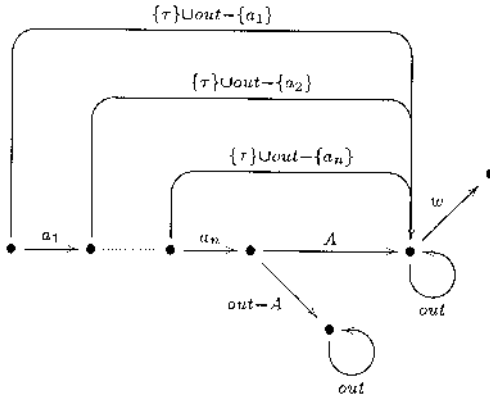 {τ}∪out−{a₁}
{τ}∪out−{a₂}
{τ}∪out−{aₙ}
w
a₁
aₙ
A
out−A
out
out